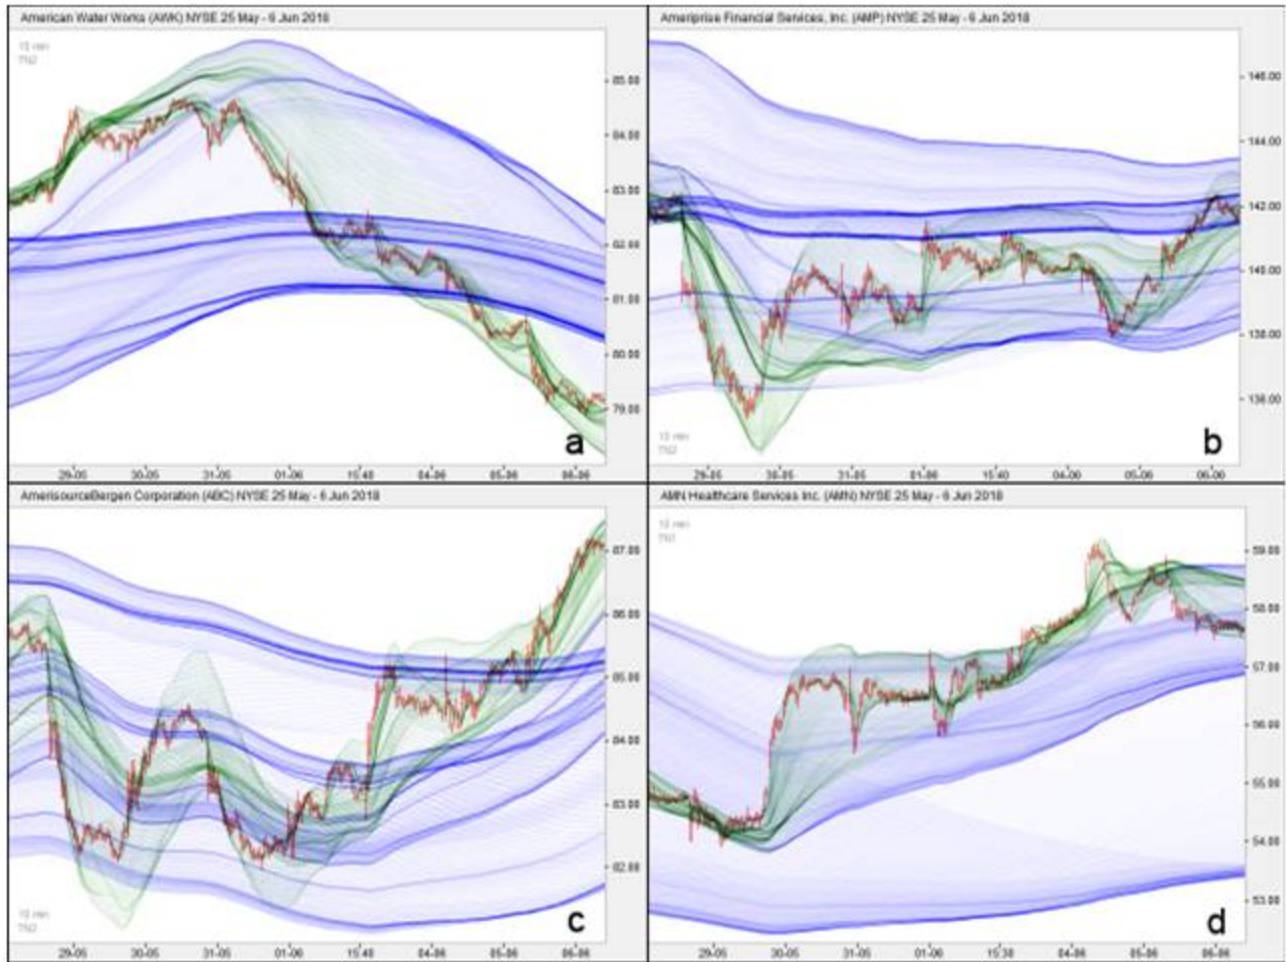 American Water Works (AWK) NYSE 25 May - 6 Jun 2018
10 min
TN2
85.00
84.00
83.00
82.00
81.00
80.00
79.00
a
29-05 30-05 31-05 01-06 15:40 04-06 05-06 06-06
Ameriprise Financial Services, Inc. (AMP) NYSE 25 May - 6 Jun 2018
146.00
144.00
142.00
140.00
138.00
136.00
10 min
TN2
b
29-05 30-05 31-05 01-06 15:40 04-06 05-06 06-06
AmerisourceBergen Corporation (ABC) NYSE 25 May - 6 Jun 2018
87.00
86.00
85.00
84.00
83.00
82.00
10 min
TN2
c
29-05 30-05 31-05 01-06 15:40 04-06 05-06 06-06
AMN Healthcare Services Inc. (AMN) NYSE 25 May - 6 Jun 2018
10 min
59.00
58.00
57.00
56.00
55.00
54.00
53.00
d
29-05 30-05 31-05 01-06 15:30 04-06 05-06 06-06